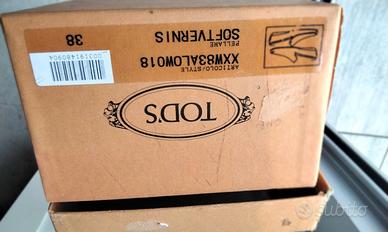 ARTICOLO/STYLE
XXW83ALOW018
PELLAME
SOFTVERNIS
38
TOD'S
subito